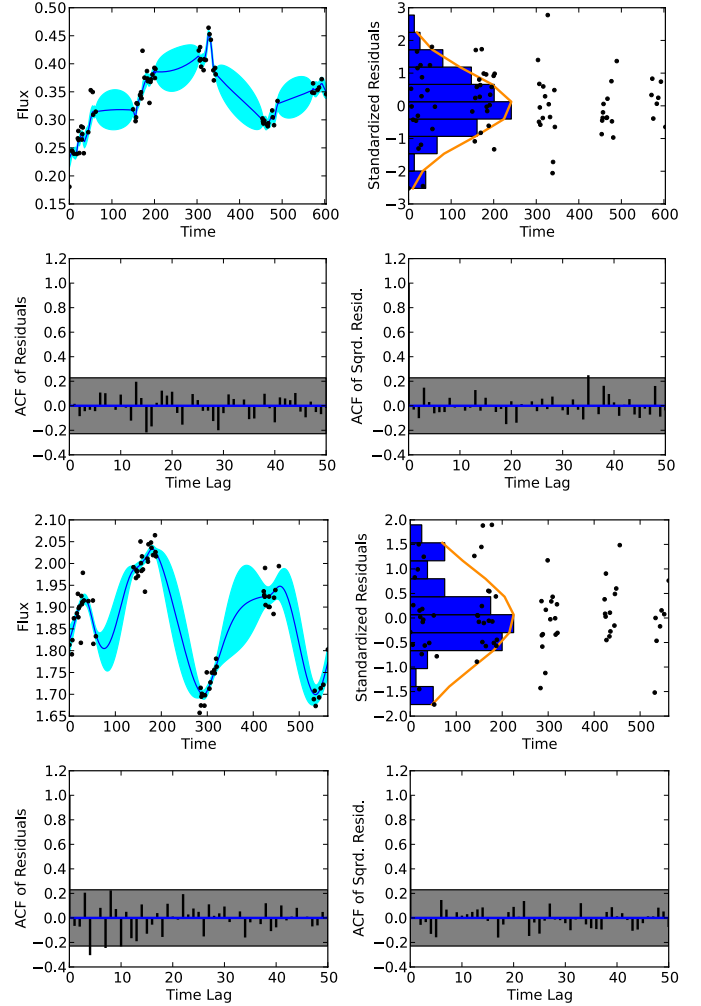 0.50
0.45
0.40
0.35
0.30
0.25
0.20
0.15
Flux
0 100 200 300 400 500 600
Time
3
2
1
0
−1
−2
−3
Standardized Residuals
0 100 200 300 400 500 600
Time
1.2
1.0
0.8
0.6
0.4
0.2
0.0
−0.2
−0.4
ACF of Residuals
0 10 20 30 40 50
Time Lag
1.2
1.0
0.8
0.6
0.4
0.2
0.0
−0.2
−0.4
ACF of Sqrd. Resid.
0 10 20 30 40 50
Time Lag
2.10
2.05
2.00
1.95
1.90
1.85
1.80
1.75
1.70
1.65
Flux
0 100 200 300 400 500
Time
2.0
1.5
1.0
0.5
0.0
−0.5
−1.0
−1.5
−2.0
Standardized Residuals
0 100 200 300 400 500
Time
1.2
1.0
0.8
0.6
0.4
0.2
0.0
−0.2
−0.4
ACF of Residuals
0 10 20 30 40 50
Time Lag
1.2
1.0
0.8
0.6
0.4
0.2
0.0
−0.2
−0.4
ACF of Sqrd. Resid.
0 10 20 30 40 50
Time Lag